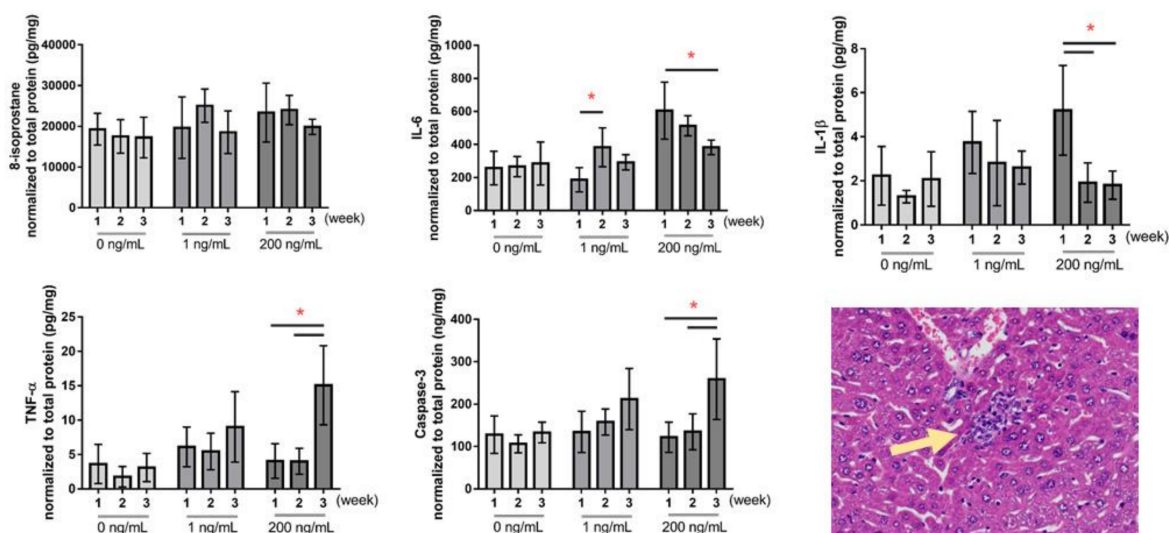 8-isoprostane
normalized to total protein (pg/mg)
40000
30000
20000
10000
0
1 2 3 1 2 3 1 2 3 (week)
0 ng/mL 1 ng/mL 200 ng/mL
IL-6
normalized to total protein (pg/mg)
1000
800
600
400
200
0
*
*
1 2 3 1 2 3 1 2 3 (week)
0 ng/mL 1 ng/mL 200 ng/mL
IL-1β
normalized to total protein (pg/mg)
8
6
4
2
0
*
1 2 3 1 2 3 1 2 3 (week)
0 ng/mL 1 ng/mL 200 ng/mL
TNF-α
normalized to total protein (pg/mg)
25
20
15
10
5
0
*
1 2 3 1 2 3 1 2 3 (week)
0 ng/mL 1 ng/mL 200 ng/mL
Caspase-3
normalized to total protein (ng/mg)
400
300
200
100
0
*
1 2 3 1 2 3 1 2 3 (week)
0 ng/mL 1 ng/mL 200 ng/mL